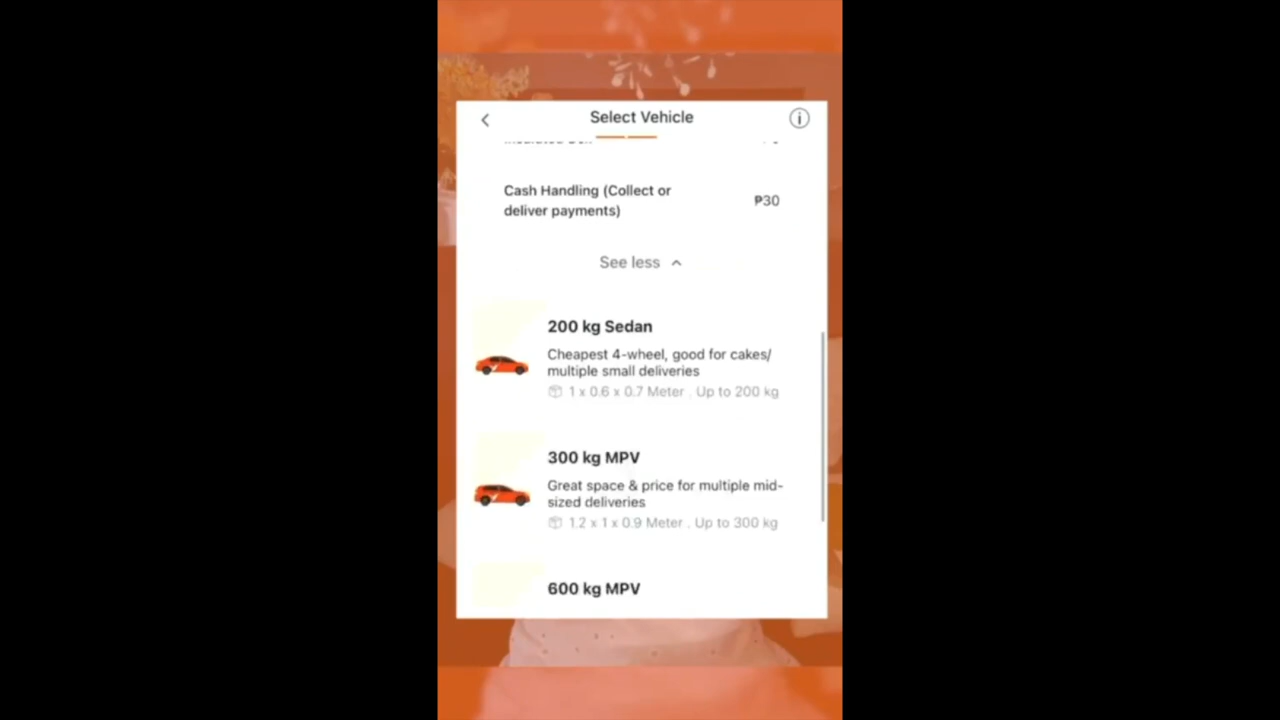 Select Vehicle
Cash Handling (Collect or
deliver payments)
₱30
See less
200 kg Sedan
Cheapest 4-wheel, good for cakes/
multiple small deliveries
1 x 0.6 x 0.7 Meter . Up to 200 kg
300 kg MPV
Great space & price for multiple mid-
sized deliveries
1.2 x 1 x 0.9 Meter . Up to 300 kg
600 kg MPV